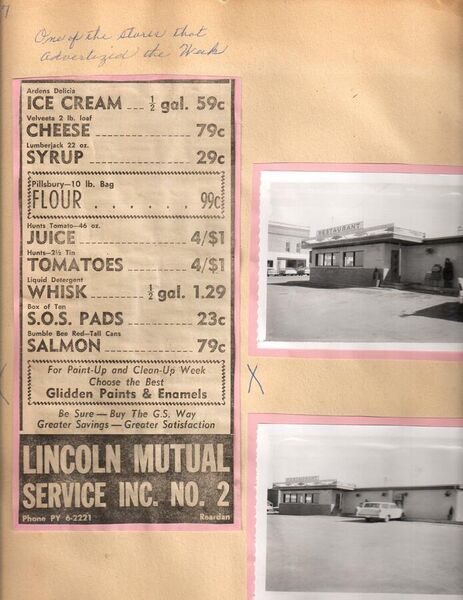 7
One of the stores that
advertized the Week
Ardens Delicia
ICE CREAM --- ½ gal. 59c
Velveeta 2 lb. loaf
CHEESE ---------------- 79c
Lumberjack 22 oz.
SYRUP ----------------- 29c
Pillsbury—10 lb. Bag
FLOUR . . . . . . 99c
Hunts Tomato—46 oz.
JUICE ----------------- 4/$1
Hunts—2½ Tin
TOMATOES ---------- 4/$1
Liquid Detergent
WHISK -------- ½ gal. 1.29
Box of Ten
S.O.S. PADS ---------- 23c
Bumble Bee Red—Tall Cans
SALMON -------------- 79c
For Paint-Up and Clean-Up Week
Choose the Best
Glidden Paints & Enamels
Be Sure — Buy The G.S. Way
Greater Savings — Greater Satisfaction
LINCOLN MUTUAL
SERVICE INC. NO. 2
Phone PY 6-2221 Reardan
X
RESTAURANT
RESTAURANT